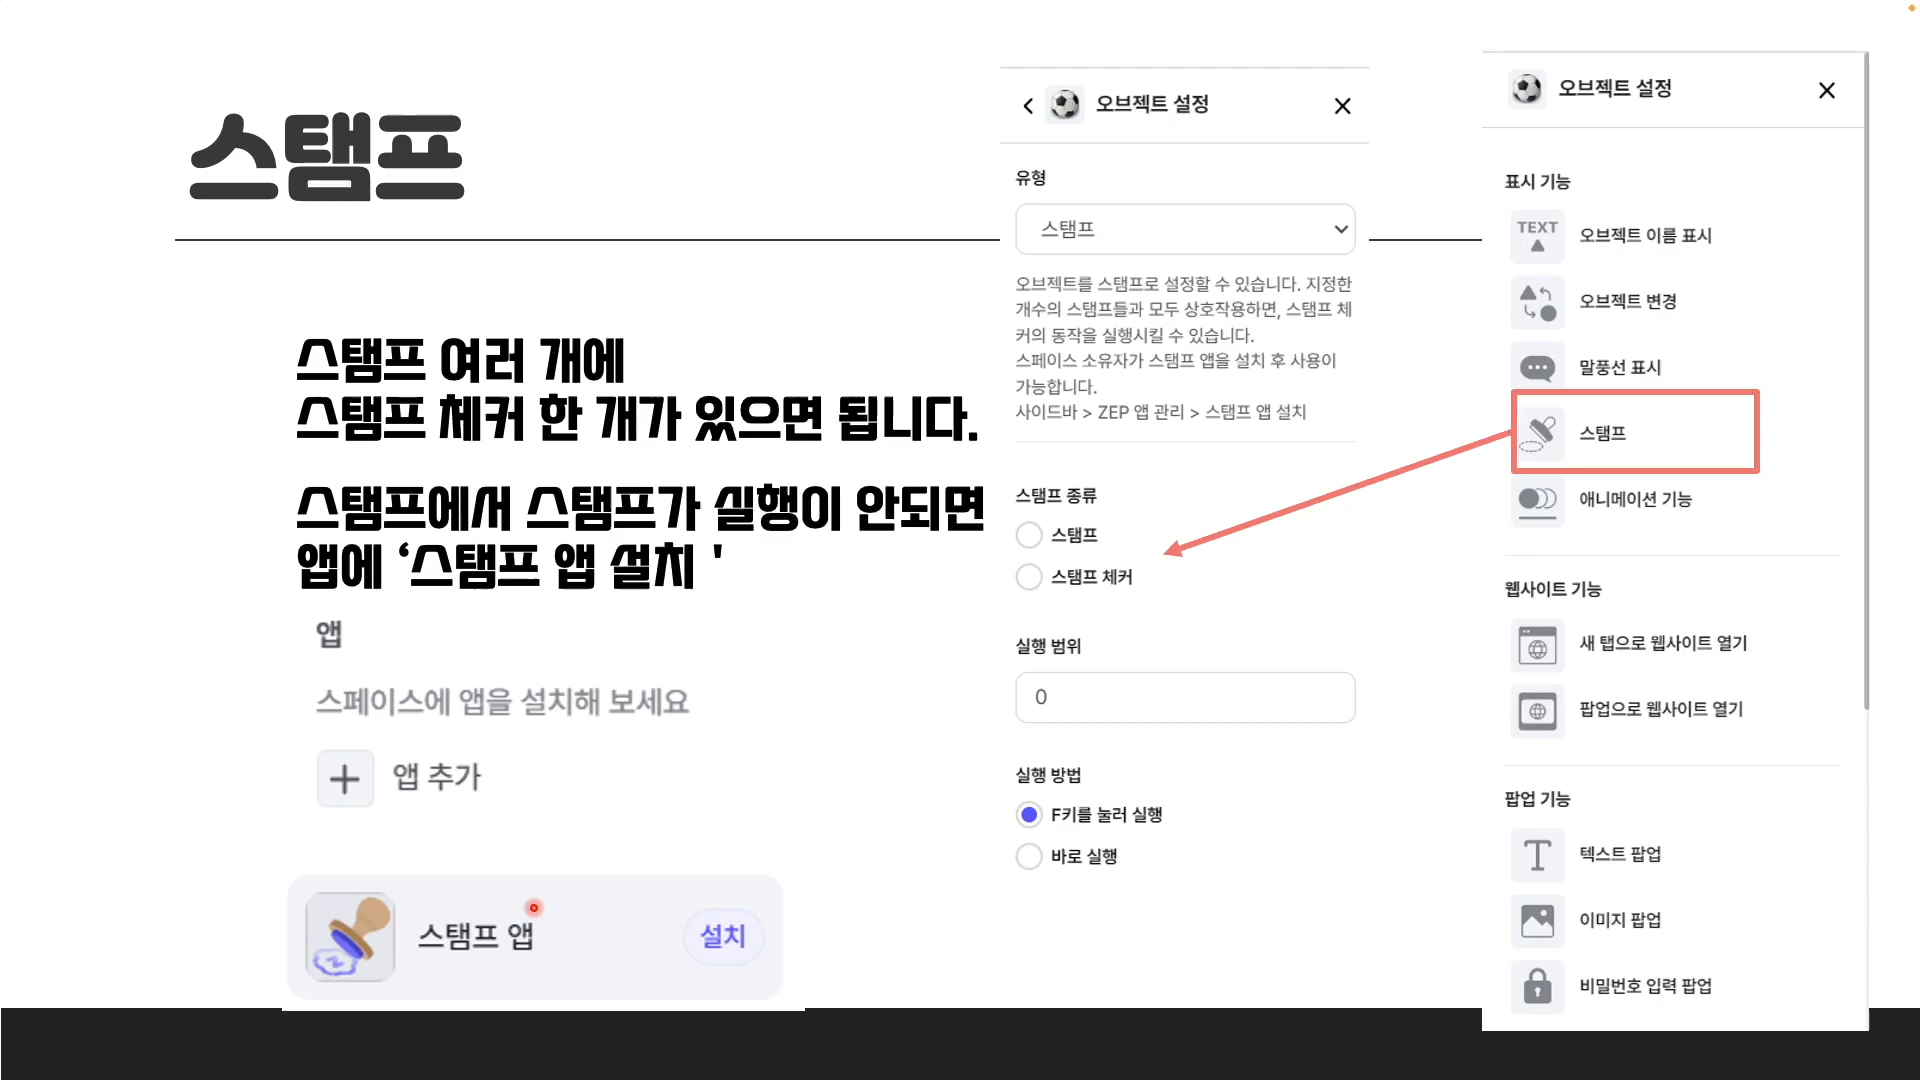 스탬프
스탬프 여러 개에
스탬프 체커 한 개가 있으면 됩니다.
스탬프에서 스탬프가 실행이 안되면
앱에 ‘스탬프 앱 설치 '
앱
스페이스에 앱을 설치해 보세요
앱 추가
스탬프 앱
설치
오브젝트 설정
유형
스탬프
오브젝트를 스탬프로 설정할 수 있습니다. 지정한
개수의 스탬프들과 모두 상호작용하면, 스탬프 체
커의 동작을 실행시킬 수 있습니다.
스페이스 소유자가 스탬프 앱을 설치 후 사용이
가능합니다.
사이드바 > ZEP 앱 관리 > 스탬프 앱 설치
스탬프 종류
스탬프
스탬프 체커
실행 범위
0
실행 방법
F키를 눌러 실행
바로 실행
오브젝트 설정
표시 기능
TEXT
오브젝트 이름 표시
오브젝트 변경
말풍선 표시
스탬프
애니메이션 기능
웹사이트 기능
새 탭으로 웹사이트 열기
팝업으로 웹사이트 열기
팝업 기능
텍스트 팝업
이미지 팝업
비밀번호 입력 팝업